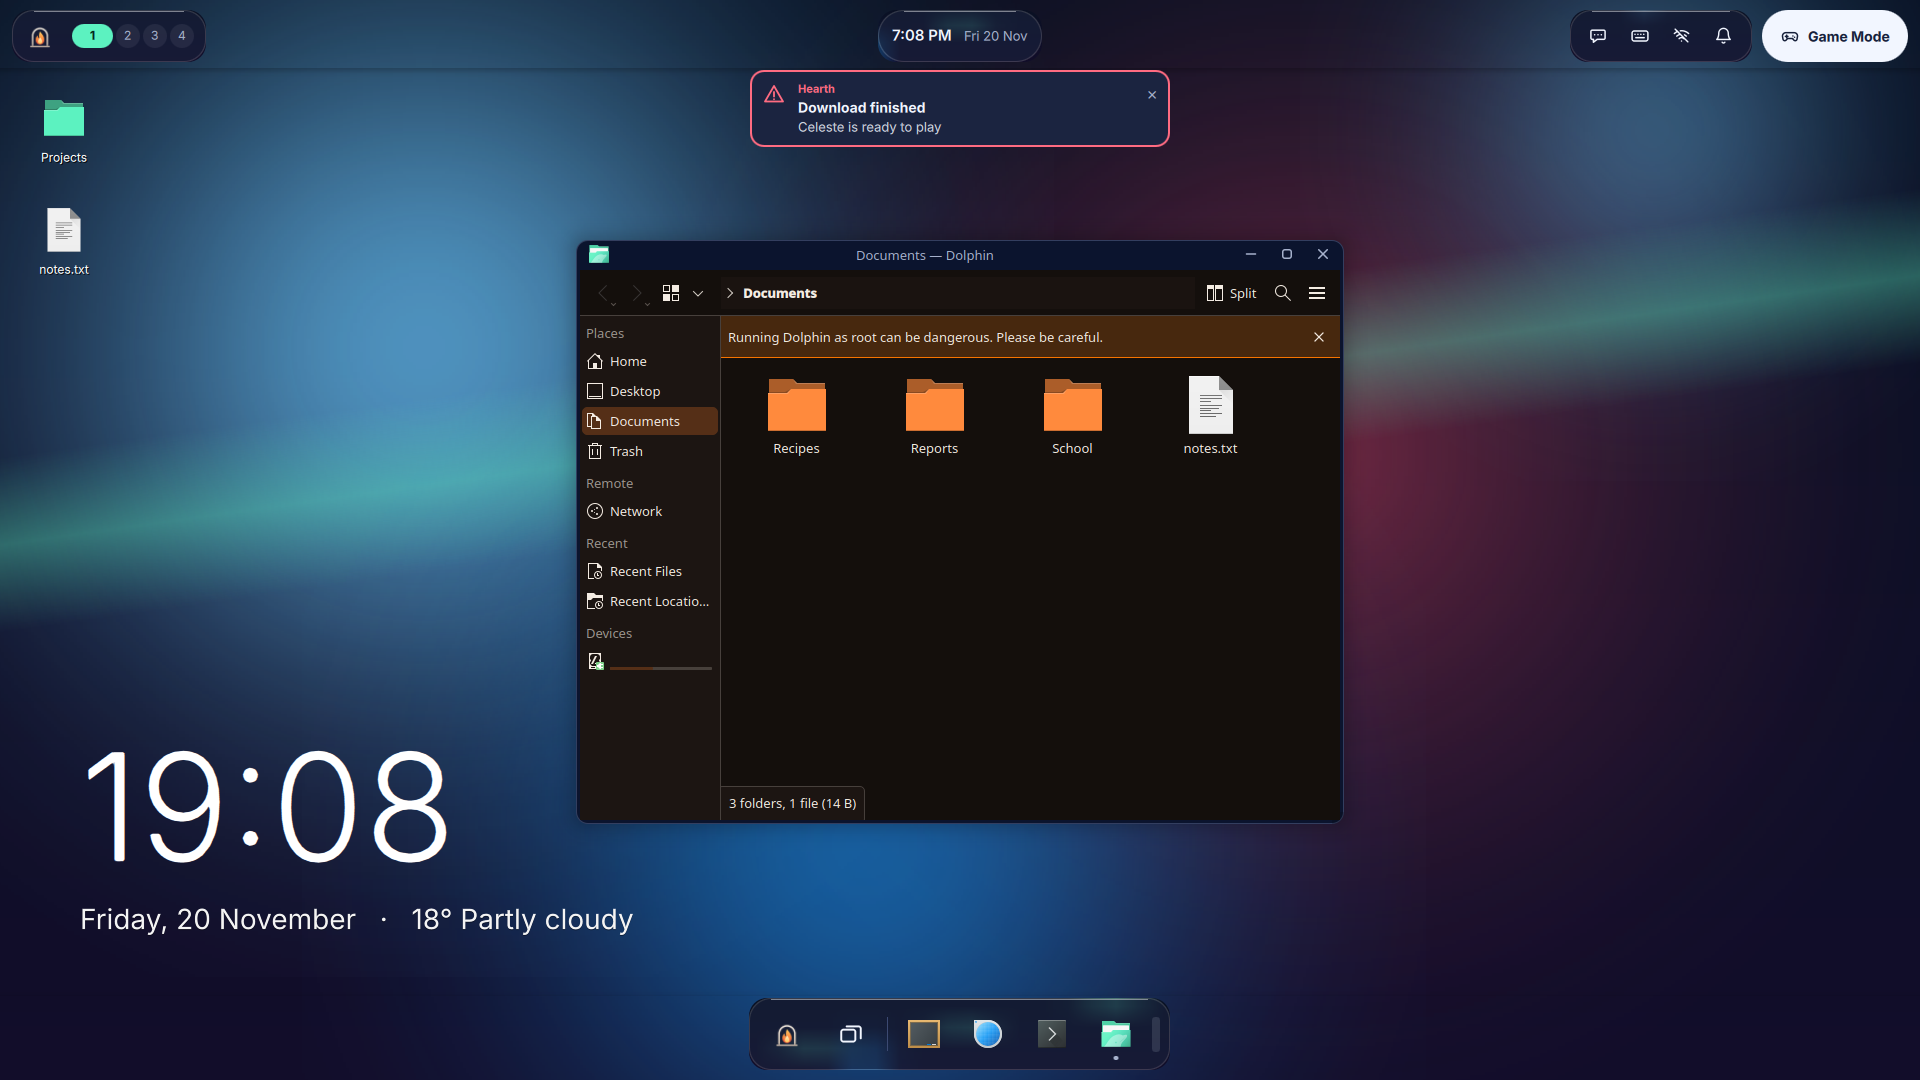 1 2 3 4
7:08 PM Fri 20 Nov
Game Mode
Hearth
Download finished
Celeste is ready to play
Projects
notes.txt
Documents — Dolphin
Documents
Split
Places
Home
Desktop
Documents
Trash
Remote
Network
Recent
Recent Files
Recent Locatio...
Devices
Running Dolphin as root can be dangerous. Please be careful.
Recipes
Reports
School
notes.txt
3 folders, 1 file (14 B)
19:08
Friday, 20 November · 18° Partly cloudy